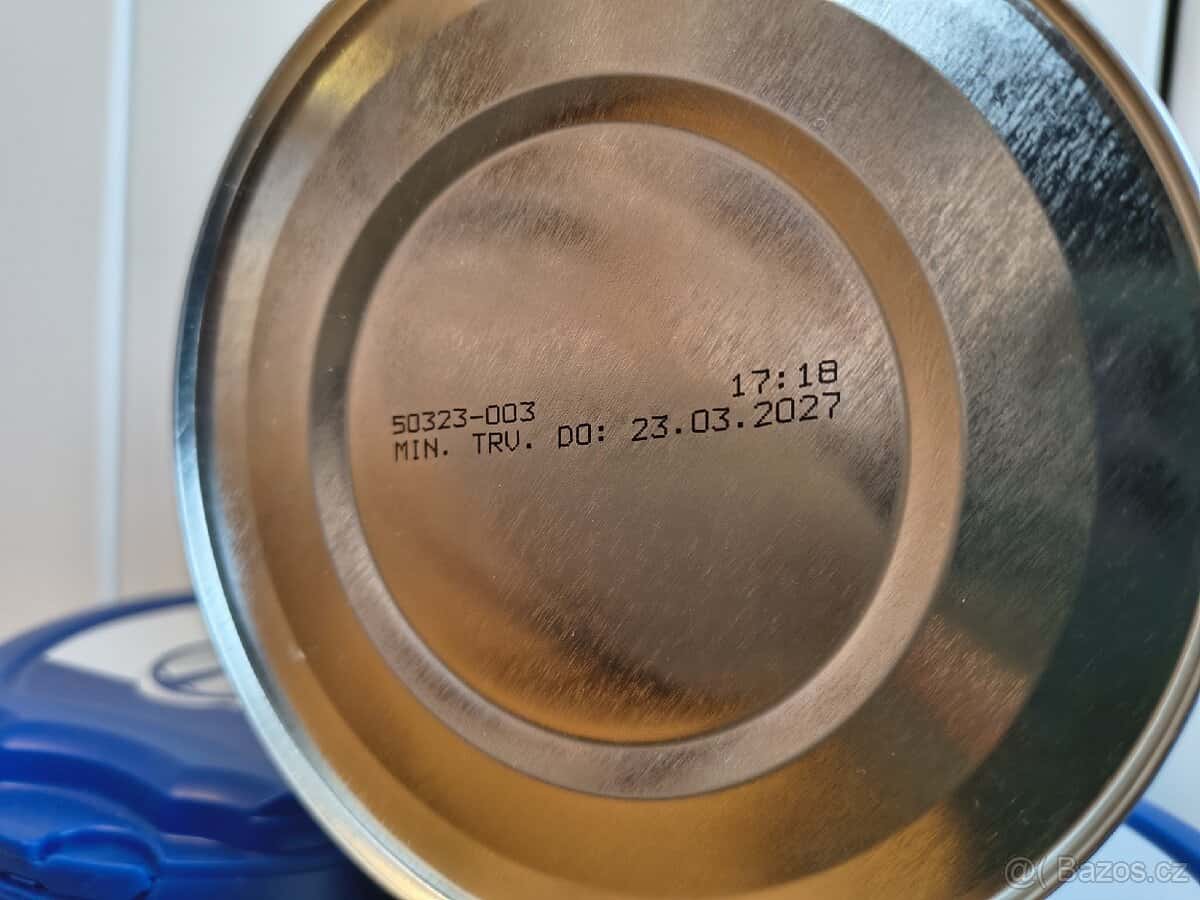 50323-003 17:18
MIN. TRV. DO: 23.03.2027
@( Bazos.cz